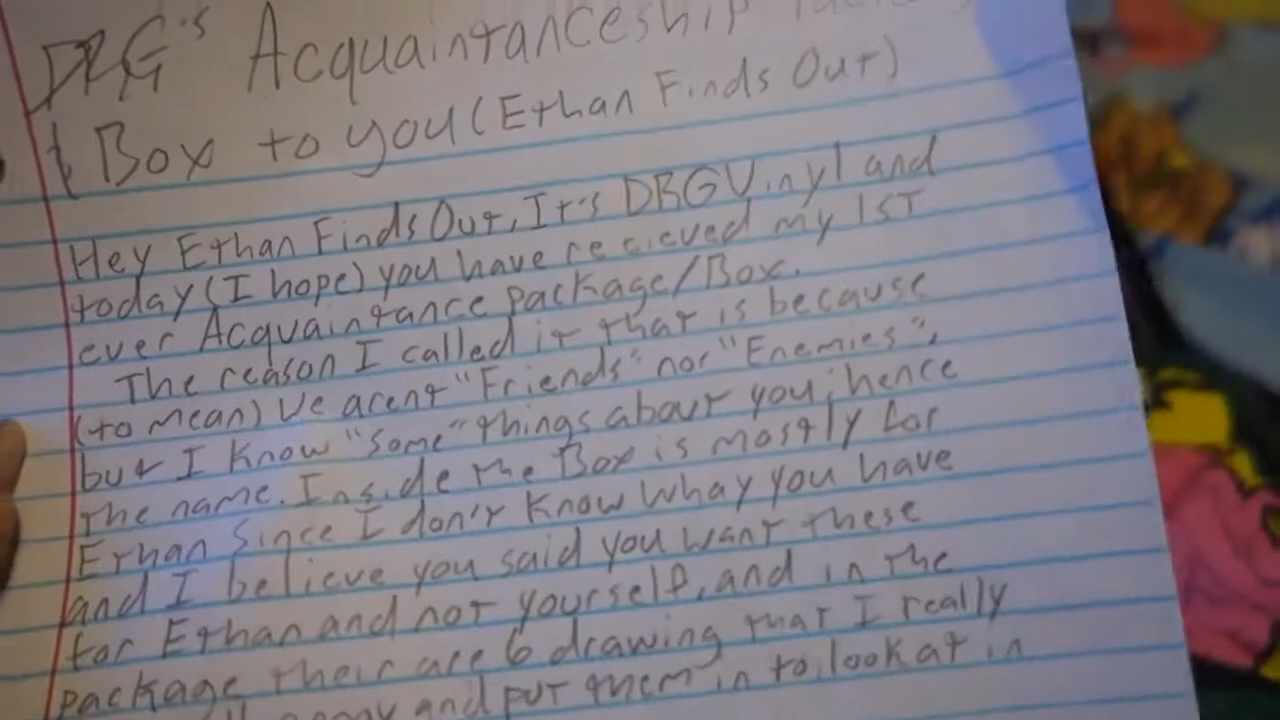 DRG's Acquaintanceship
& Box to you (Ethan Finds Out)
Hey Ethan Finds Out, It's DRGVinyl and
today (I hope) you have recieved my 1ST
ever Acquaintance package/Box.
The reason I called it that is because
(to mean) We arent "Friends" nor "Enemies",
but I know "some" things about you; hence
the name. Inside the Box is mostly for
Ethan since I don't know whay you have
and I believe you said you want these
for Ethan and not yourself, and in the
package their are 6 drawing that I really
and put them in to look at in